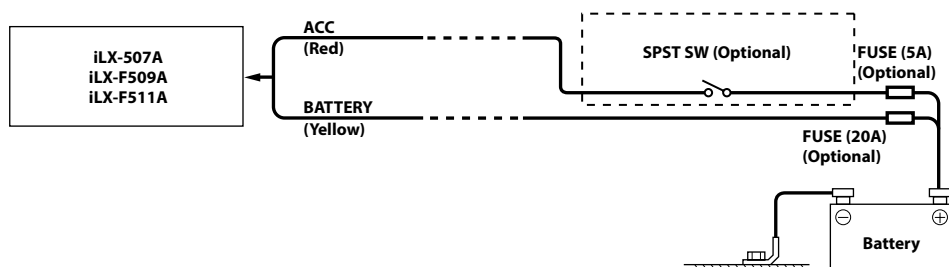 iLX-507A
iLX-F509A
iLX-F511A
ACC
(Red)
BATTERY
(Yellow)
SPST SW (Optional)
FUSE (5A)
(Optional)
FUSE (20A)
(Optional)
Battery